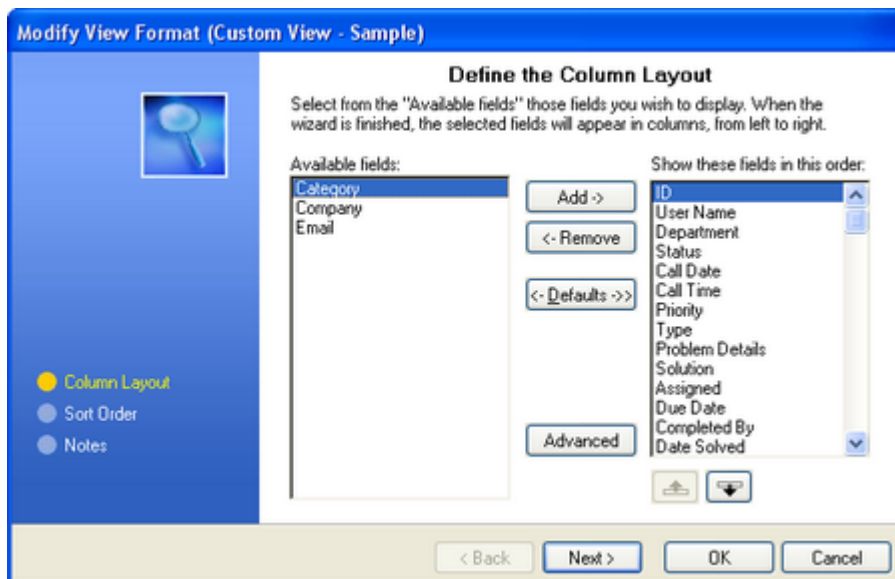 Modify View Format (Custom View - Sample)
Define the Column Layout
Select from the "Available fields" those fields you wish to display. When the
wizard is finished, the selected fields will appear in columns, from left to right.
Available fields:
Category
Company
Email
Add ->
<- Remove
<- Defaults ->>
Advanced
Show these fields in this order:
ID
User Name
Department
Status
Call Date
Call Time
Priority
Type
Problem Details
Solution
Assigned
Due Date
Completed By
Date Solved
Column Layout
Sort Order
Notes
< Back
Next >
OK
Cancel